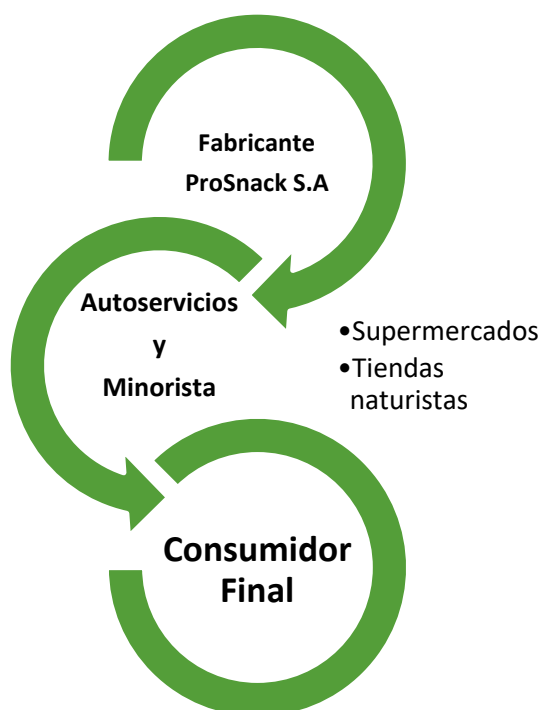 Fabricante
ProSnack S.A
Autoservicios
y
Minorista
•Supermercados
•Tiendas
naturistas
Consumidor
Final